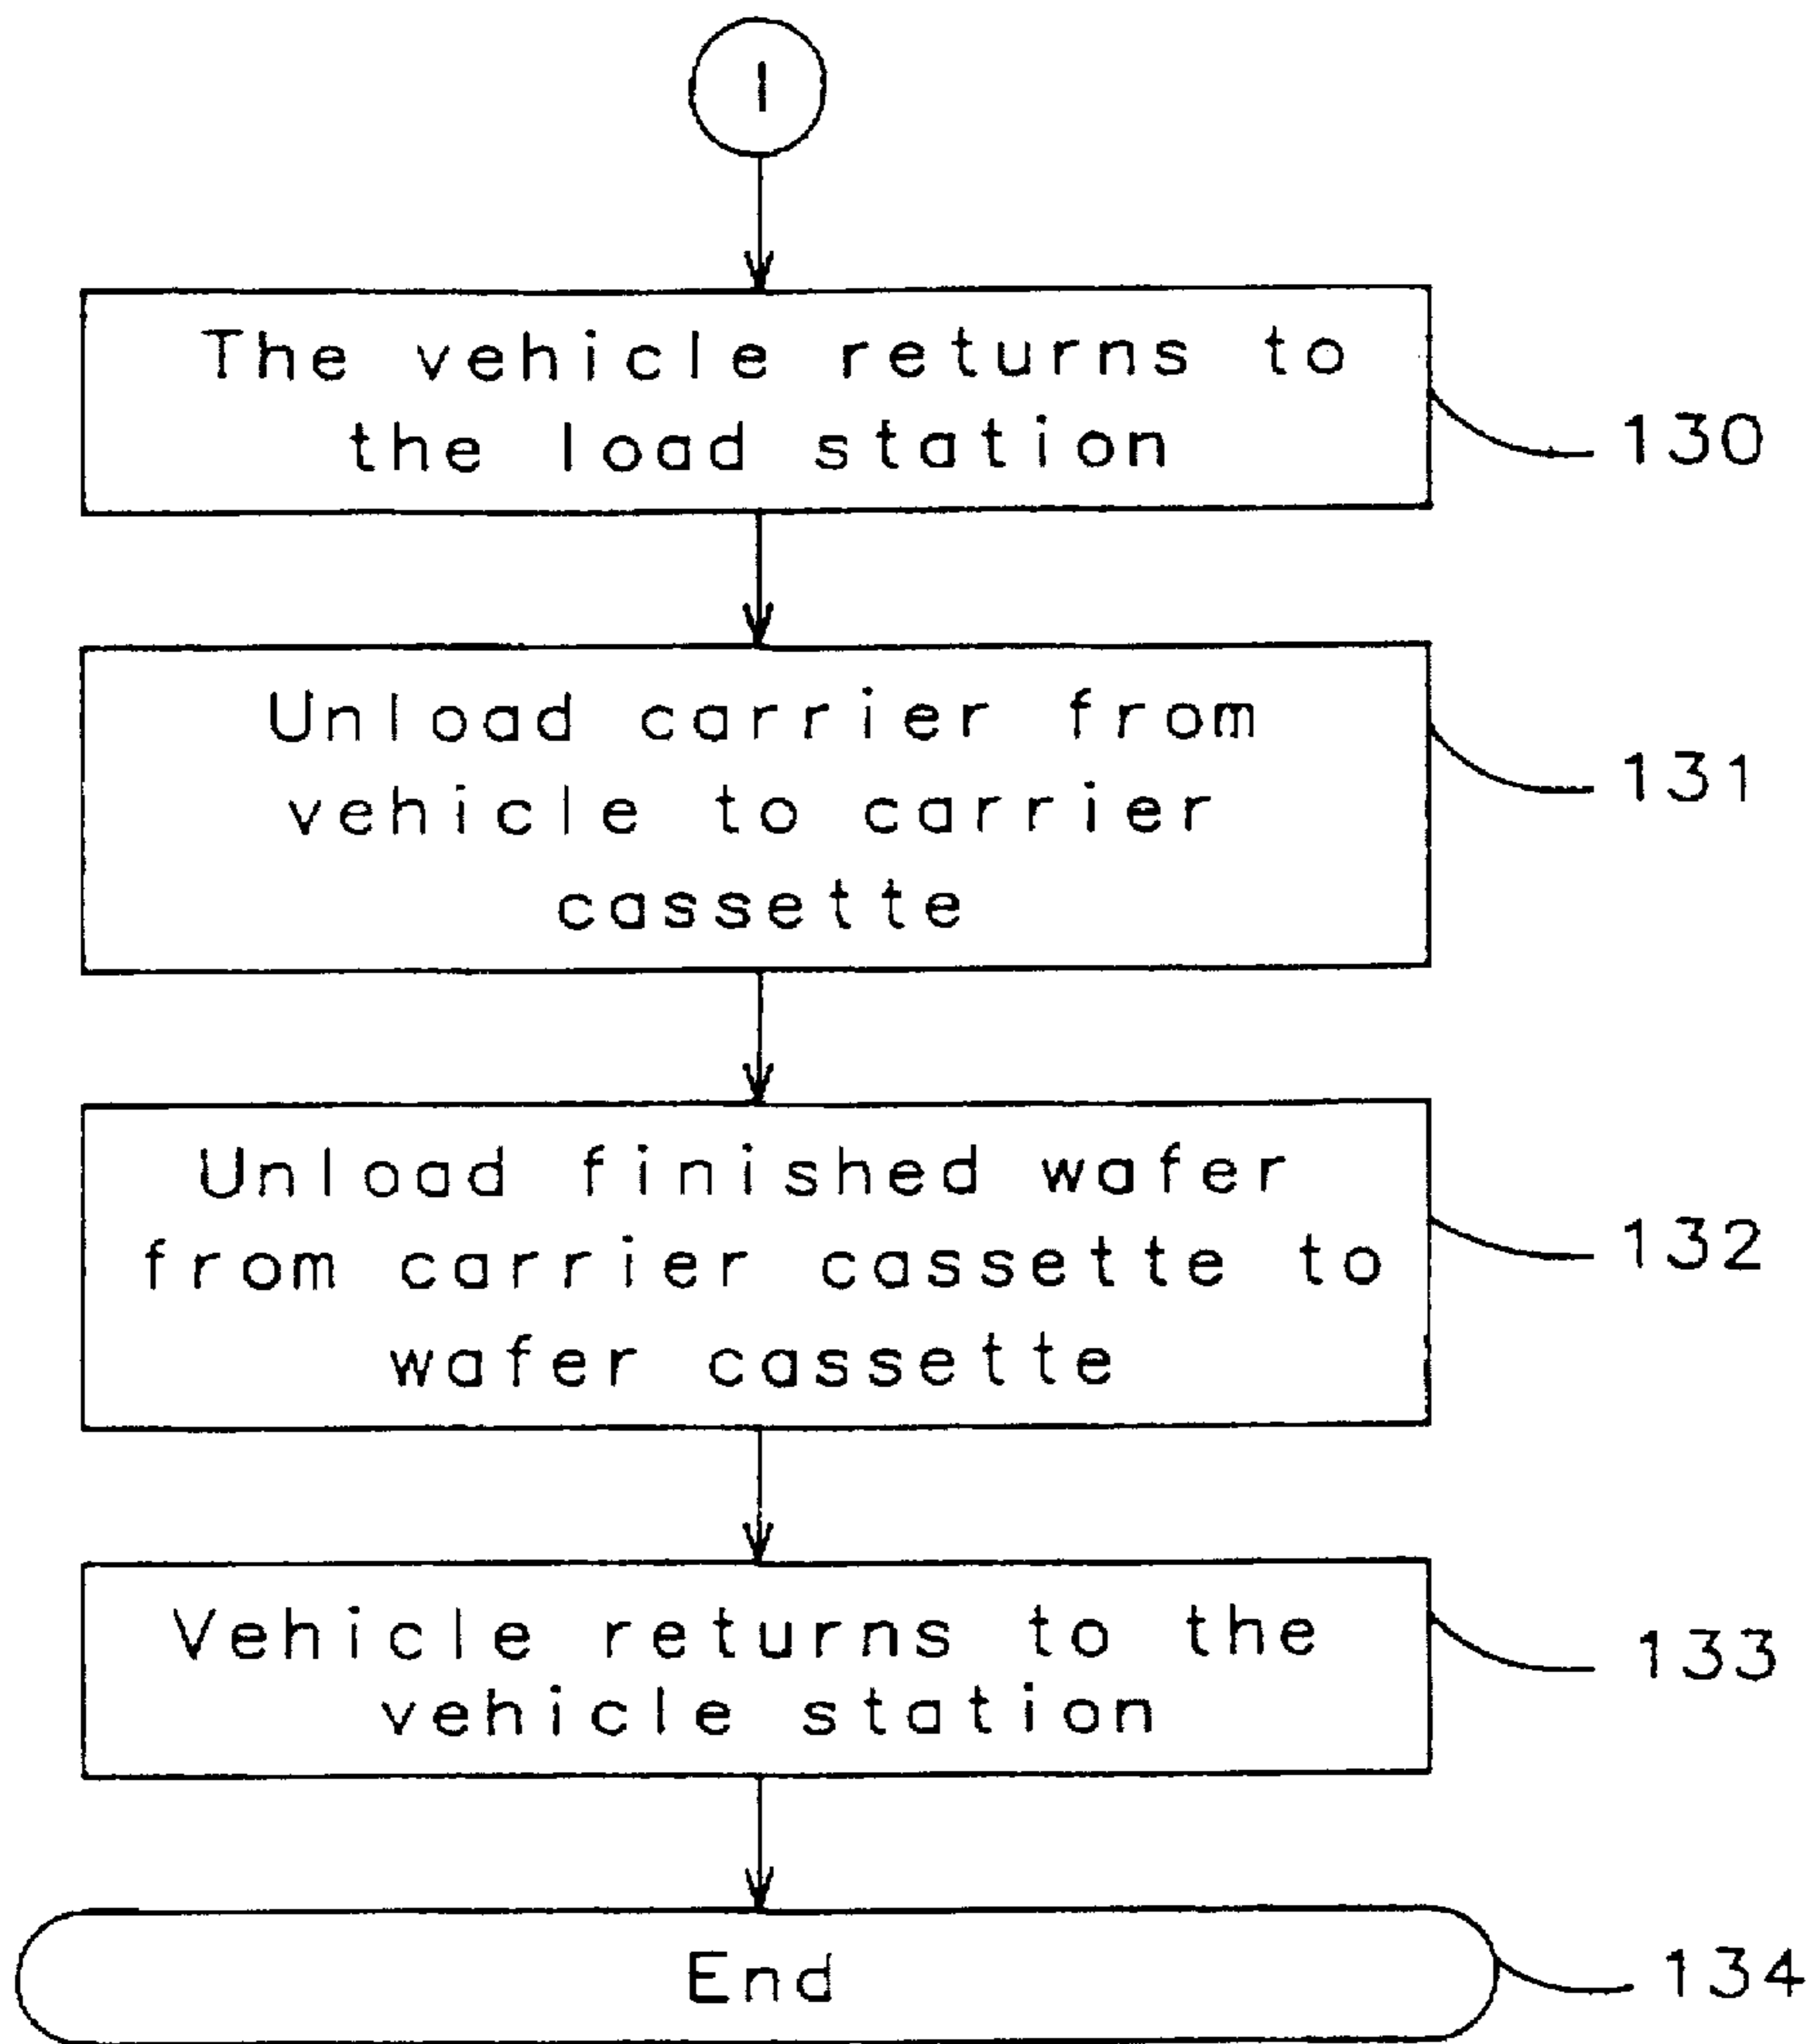 1
The vehicle returns to
the load station
130
Unload carrier from
vehicle to carrier
cassette
131
Unload finished wafer
from carrier cassette to
wafer cassette
132
Vehicle returns to the
vehicle station
133
End
134